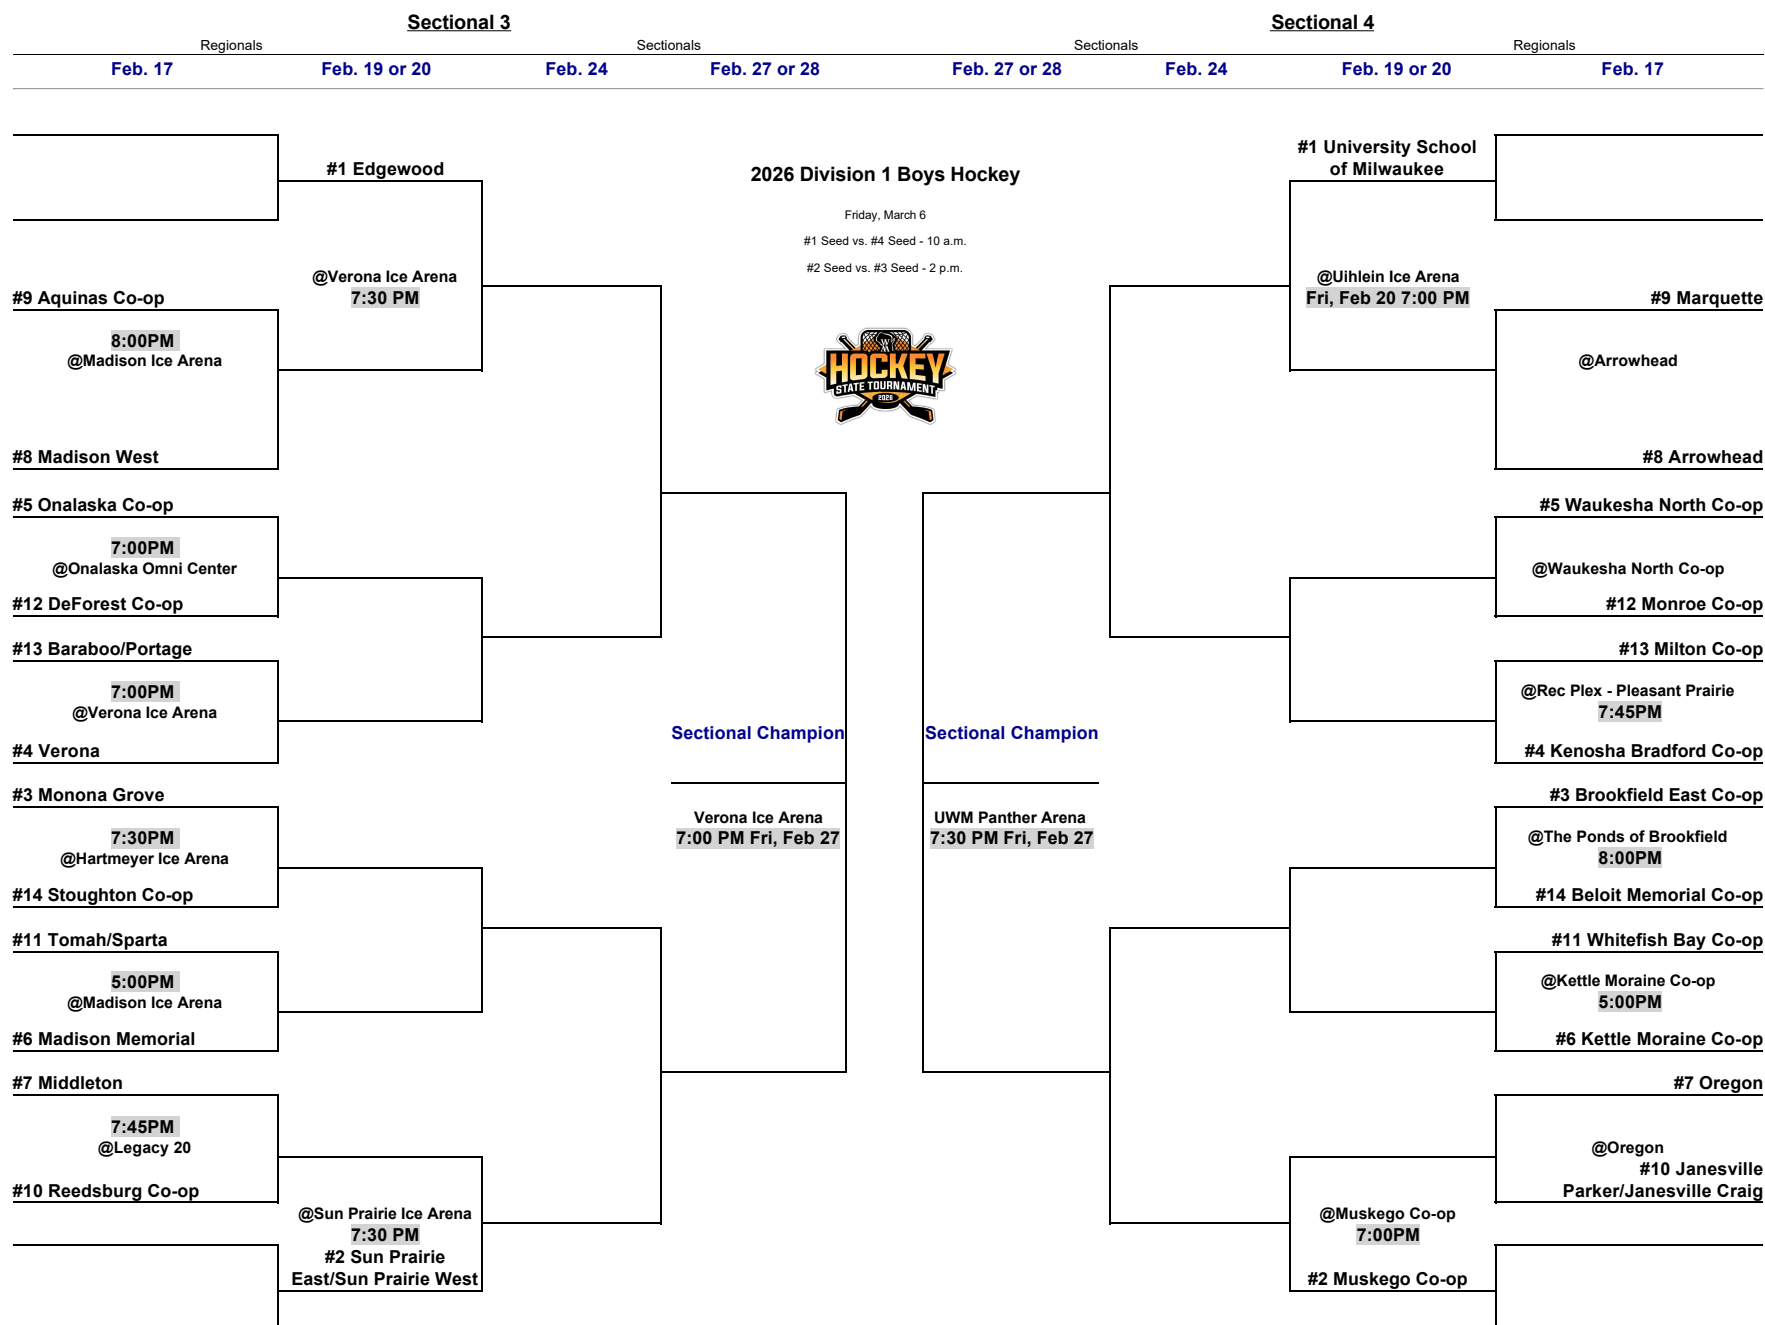 Sectional 3
Sectional 4
Regionals
Sectionals
Sectionals
Regionals
Feb. 17
Feb. 19 or 20
Feb. 24
Feb. 27 or 28
Feb. 27 or 28
Feb. 24
Feb. 19 or 20
Feb. 17
#1 Edgewood
@Verona Ice Arena
7:30 PM
#9 Aquinas Co-op
8:00PM
@Madison Ice Arena
#8 Madison West
#5 Onalaska Co-op
7:00PM
@Onalaska Omni Center
#12 DeForest Co-op
#13 Baraboo/Portage
7:00PM
@Verona Ice Arena
#4 Verona
#3 Monona Grove
7:30PM
@Hartmeyer Ice Arena
#14 Stoughton Co-op
#11 Tomah/Sparta
5:00PM
@Madison Ice Arena
#6 Madison Memorial
#7 Middleton
7:45PM
@Legacy 20
#10 Reedsburg Co-op
@Sun Prairie Ice Arena
7:30 PM
#2 Sun Prairie
East/Sun Prairie West
2026 Division 1 Boys Hockey
Friday, March 6
#1 Seed vs. #4 Seed - 10 a.m.
#2 Seed vs. #3 Seed - 2 p.m.
HOCKEY
STATE TOURNAMENT
2026
Sectional Champion
Verona Ice Arena
7:00 PM Fri, Feb 27
Sectional Champion
UWM Panther Arena
7:30 PM Fri, Feb 27
#1 University School
of Milwaukee
@Uihlein Ice Arena
Fri, Feb 20 7:00 PM
#9 Marquette
@Arrowhead
#8 Arrowhead
#5 Waukesha North Co-op
@Waukesha North Co-op
#12 Monroe Co-op
#13 Milton Co-op
@Rec Plex - Pleasant Prairie
7:45PM
#4 Kenosha Bradford Co-op
#3 Brookfield East Co-op
@The Ponds of Brookfield
8:00PM
#14 Beloit Memorial Co-op
#11 Whitefish Bay Co-op
@Kettle Moraine Co-op
5:00PM
#6 Kettle Moraine Co-op
#7 Oregon
@Oregon
#10 Janesville
Parker/Janesville Craig
@Muskego Co-op
7:00PM
#2 Muskego Co-op